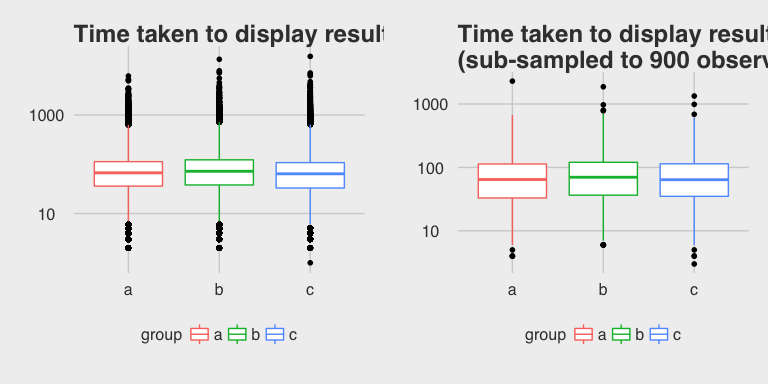 Time taken to display result
1000
10
a b c
group a b c
Time taken to display result
(sub-sampled to 900 observ
1000
100
10
a b c
group a b c